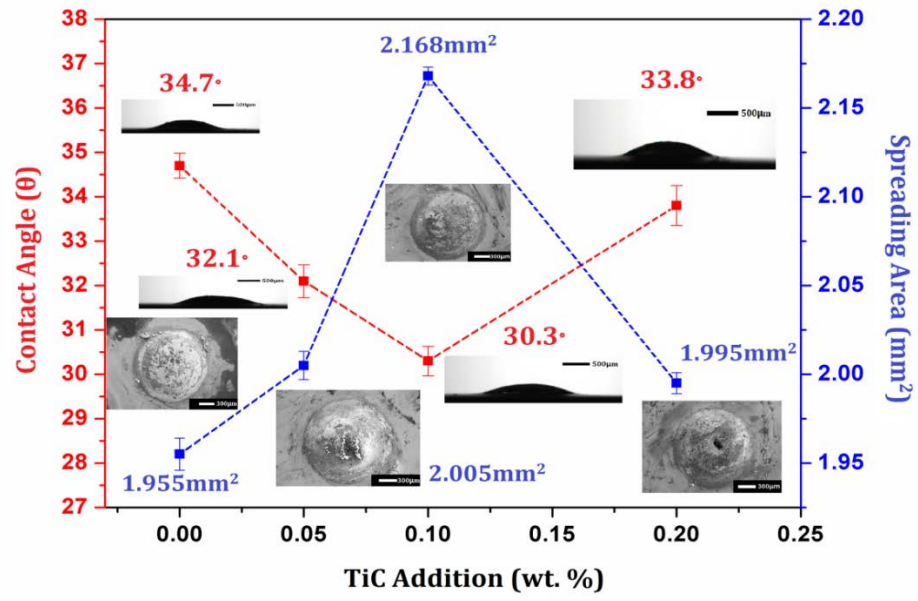 38
37
36
35
34
33
32
31
30
29
28
27
Contact Angle (θ)
2.20
2.15
2.10
2.05
2.00
1.95
Spreading Area (mm²)
2.168mm²
34.7°
500μm
33.8°
500μm
32.1°
500μm
300μm
300μm
30.3°
500μm
1.995mm²
300μm
300μm
1.955mm²
2.005mm²
0.00
0.05
0.10
0.15
0.20
0.25
TiC Addition (wt. %)